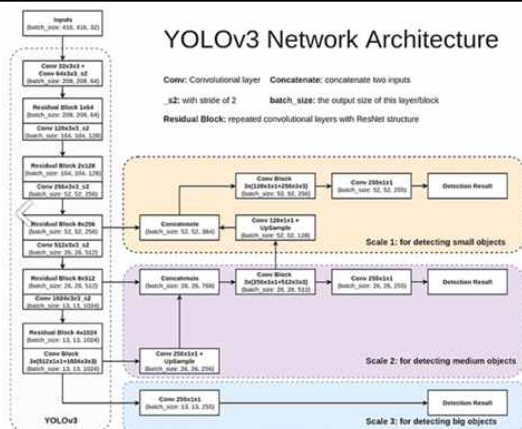 YOLOv3 Network Architecture
Conv: Convolutional layer Concatenate: concatenate two inputs
_s2: with stride of 2 batch_size: the output size of this layer/block
Residual Block: repeated convolutional layers with ResNet structure
Inputs
(batch_size: 416, 416, 32)
Conv 32x3x3 +
Conv 64x3x3_s2
(batch_size: 208, 208, 64)
Residual Block 1x64
(batch_size: 208, 208, 64)
Conv 128x3x3_s2
(batch_size: 104, 104, 128)
Residual Block 2x128
(batch_size: 104, 104, 128)
Conv 256x3x3_s2
(batch_size: 52, 52, 256)
Residual Block 8x256
(batch_size: 52, 52, 256)
Conv 512x3x3_s2
(batch_size: 26, 26, 512)
Residual Block 8x512
(batch_size: 26, 26, 512)
Conv 1024x3x3_s2
(batch_size: 13, 13, 1024)
Residual Block 4x1024
(batch_size: 13, 13, 1024)
Conv Block
3x(512x1x1+1024x3x3)
(batch_size: 13, 13, 1024)
YOLOv3
Conv Block
3x(128x1x1+256x3x3)
(batch_size: 52, 52, 256)
Conv 255x1x1
(batch_size: 52, 52, 255)
Detection Result
Concatenate
(batch_size: 52, 52, 384)
Conv 128x1x1 +
UpSample
(batch_size: 52, 52, 128)
Scale 1: for detecting small objects
Concatenate
(batch_size: 26, 26, 768)
Conv Block
3x(256x1x1+512x3x3)
(batch_size: 26, 26, 512)
Conv 255x1x1
(batch_size: 26, 26, 255)
Detection Result
Conv 256x1x1 +
UpSample
(batch_size: 26, 26, 256)
Scale 2: for detecting medium objects
Conv 255x1x1
(batch_size: 13, 13, 255)
Detection Result
Scale 3: for detecting big objects